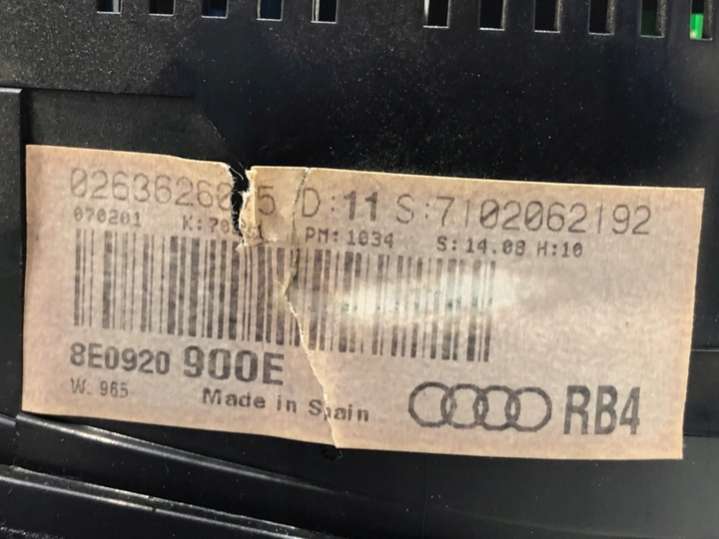 D:11 S:7102062192
070201 PM:1034 S:14.08 H:10
8E0920 900E
W. 965 Made in Spain RB4